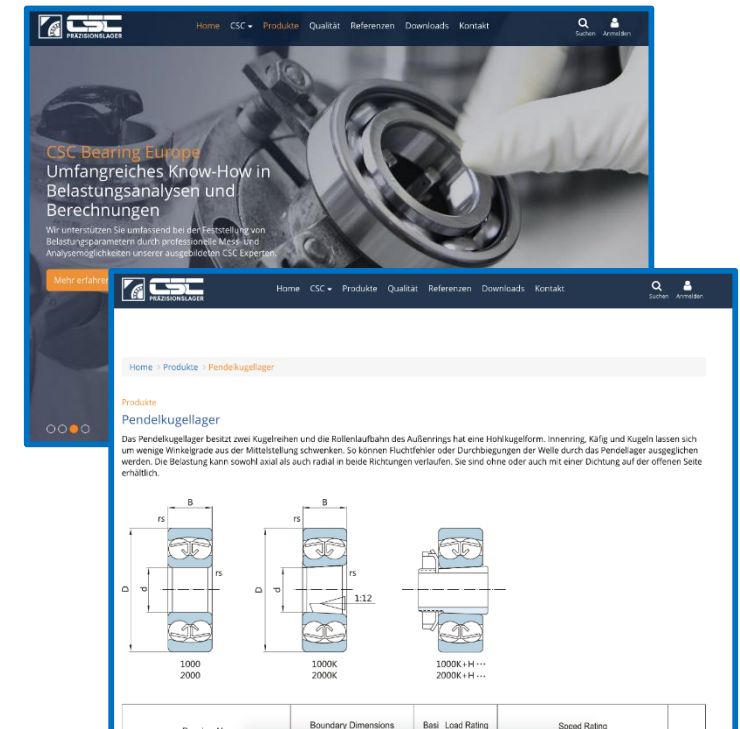 CSC
PRÄZISIONSLAGER
Home CSC Produkte Qualität Referenzen Downloads Kontakt
Suchen Anmelden
CSC Bearing Europe
Umfangreiches Know-How in
Belastungsanalysen und
Berechnungen
Wir unterstützen Sie umfassend bei der Feststellung von
Belastungsparametern durch professionelle Mess- und
Analysemöglichkeiten unserer ausgebildeten CSC Experten.
Mehr erfahren
CSC
PRÄZISIONSLAGER
Home CSC Produkte Qualität Referenzen Downloads Kontakt
Suchen Anmelden
Home > Produkte > Pendelkugellager
Produkte
Pendelkugellager
Das Pendelkugellager besitzt zwei Kugelreihen und die Rollenlaufbahn des Außenrings hat eine Hohlkugelform. Innenring, Käfig und Kugeln lassen sich
um wenige Winkelgrade aus der Mittelstellung schwenken. So können Fluchtfehler oder Durchbiegungen der Welle durch das Pendellager ausgeglichen
werden. Die Belastung kann sowohl axial als auch radial in beide Richtungen verlaufen. Sie sind ohne oder auch mit einer Dichtung auf der offenen Seite
erhältlich.
B B
rs rs
rs rs
D d D d
1:12
1000 1000K 1000K+H ···
2000 2000K 2000K+H ···
Boundary Dimensions Basi Load Rating Speed Rating